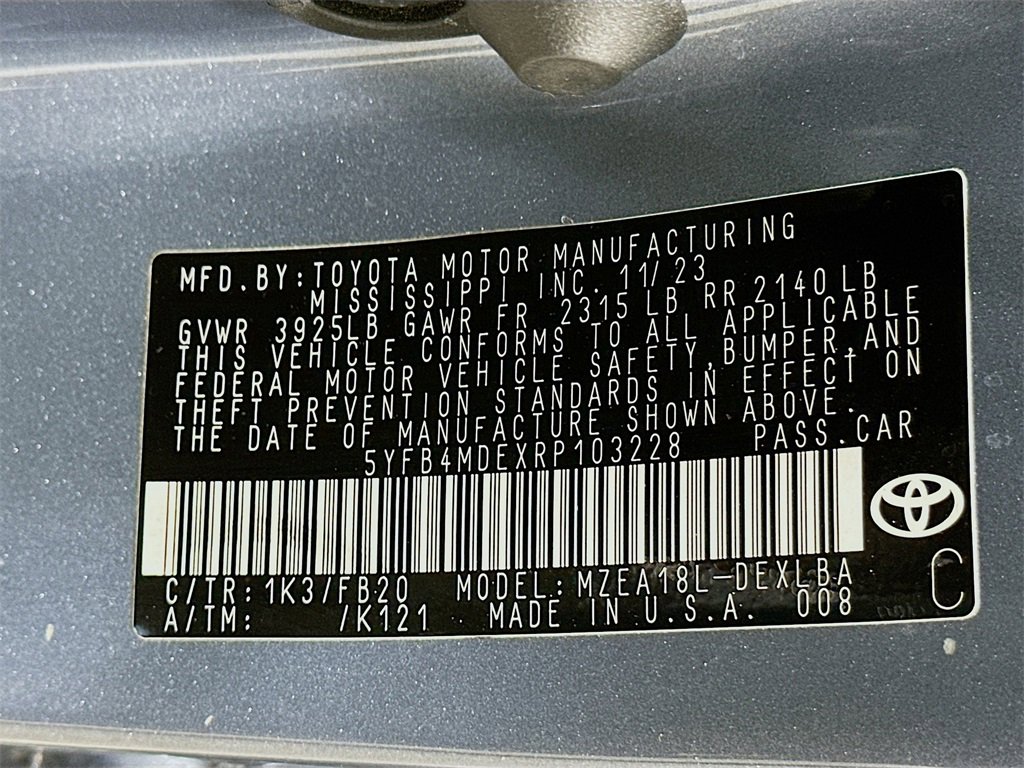 MFD.BY: TOYOTA MOTOR MANUFACTURING
MISSISSIPPI INC. 11/23
GVWR 3925LB GAWR FR 2315 LB RR 2140 LB
THIS VEHICLE CONFORMS TO ALL APPLICABLE
FEDERAL MOTOR VEHICLE SAFETY, BUMPER, AND
THEFT PREVENTION STANDARDS IN EFFECT ON
THE DATE OF MANUFACTURE SHOWN ABOVE.
5YFB4MDEXRP103228 PASS.CAR
C/TR: 1K3/FB20 MODEL: MZEA18L-DEXLBA
A/TM: /K121 MADE IN U.S.A. 008
C